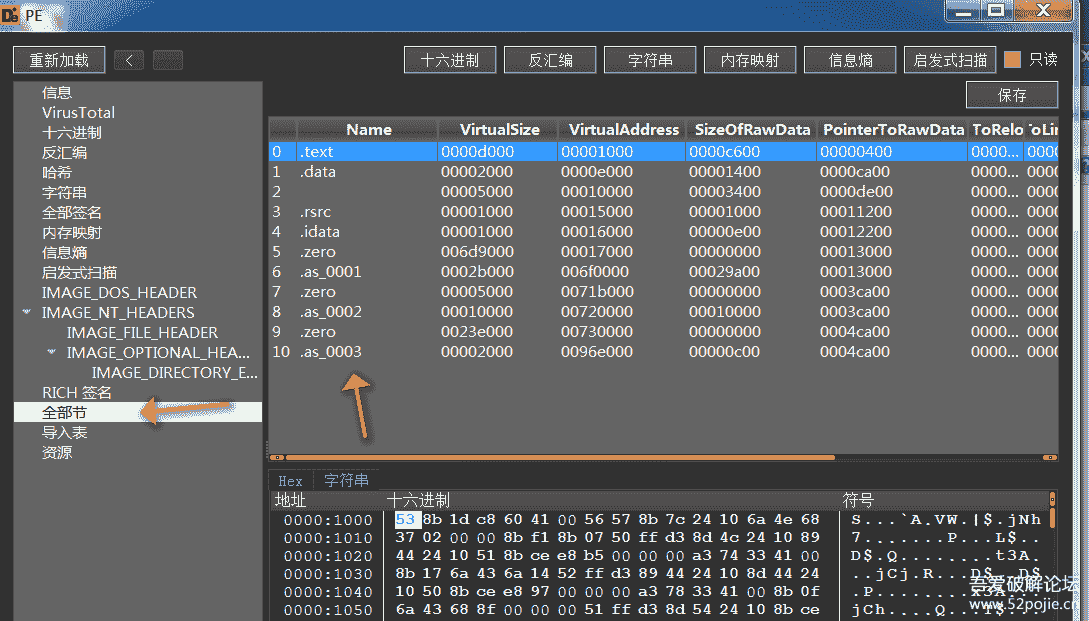 PE
重新加载 < 十六进制 反汇编 字符串 内存映射 信息熵 启发式扫描 只读
保存
信息
VirusTotal
十六进制
反汇编
哈希
字符串
全部签名
内存映射
信息熵
启发式扫描
IMAGE_DOS_HEADER
IMAGE_NT_HEADERS
IMAGE_FILE_HEADER
IMAGE_OPTIONAL_HEA...
IMAGE_DIRECTORY_E...
RICH 签名
全部节
导入表
资源
Name VirtualSize VirtualAddress SizeOfRawData PointerToRawData ToRelo
0 .text 0000d000 00001000 0000c600 00000400 0000... 0000
1 .data 00002000 0000e000 00001400 0000ca00 0000... 0000
2 00005000 00010000 00003400 0000de00 0000... 0000
3 .rsrc 00001000 00015000 00001000 00011200 0000... 0000
4 .idata 00001000 00016000 00000e00 00012200 0000... 0000
5 .zero 006d9000 00017000 00000000 00013000 0000... 0000
6 .as_0001 0002b000 006f0000 00029a00 00013000 0000... 0000
7 .zero 00005000 0071b000 00000000 0003ca00 0000... 0000
8 .as_0002 00010000 00720000 00010000 0003ca00 0000... 0000
9 .zero 0023e000 00730000 00000000 0004ca00 0000... 0000
10 .as_0003 00002000 0096e000 00000c00 0004ca00 0000... 0000
Hex 字符串
地址 十六进制 符号
0000:1000 53 8b 1d c8 60 41 00 56 57 8b 7c 24 10 6a 4e 68 S...`A.VW.|$.jNh
0000:1010 37 02 00 00 8b f1 8b 07 50 ff d3 8d 4c 24 10 89 7.......P...L$..
0000:1020 44 24 10 51 8b ce e8 b5 00 00 00 a3 74 33 41 00 D$.Q........t3A.
0000:1030 8b 17 6a 43 6a 14 52 ff d3 89 44 24 10 8d 44 24 ..jCj.R...D$..D$
0000:1040 10 50 8b ce e8 97 00 00 00 a3 78 33 41 00 8b 0f .P........x3A...
0000:1050 6a 43 68 8f 00 00 00 51 ff d3 8d 54 24 10 8b ce jCh....Q...T$...
吾爱破解论坛
www.52pojie.cn